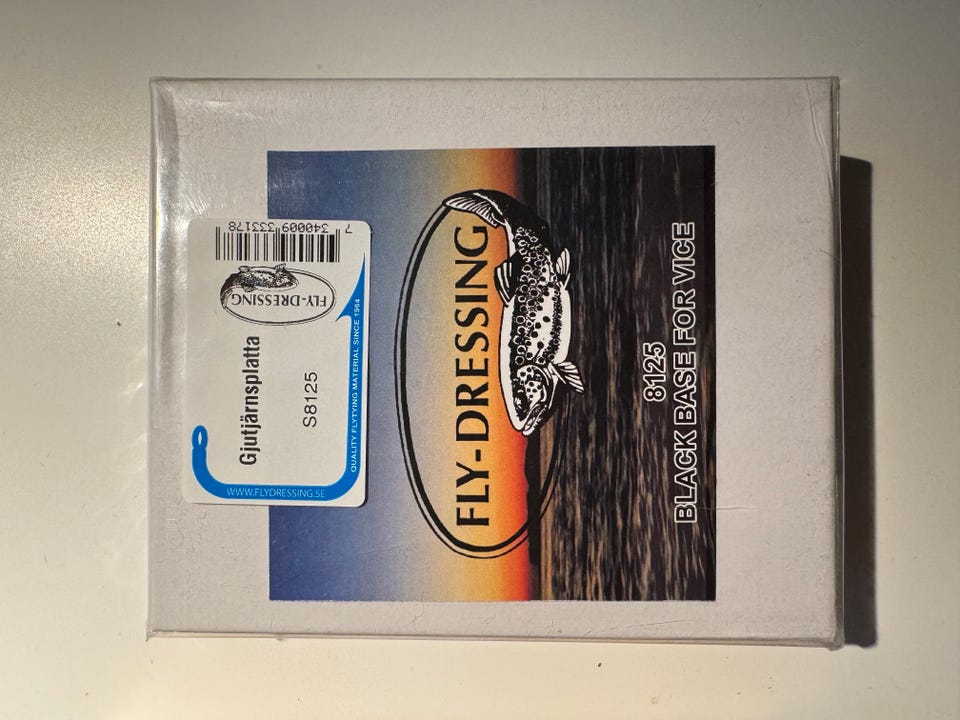 Gjutjärnsplatta
S8125
FLY-DRESSING
7 340009 333178
QUALITY FLYTYING MATERIAL SINCE 1964
WWW.FLYDRESSING.SE
FLY-DRESSING
8125
BLACK BASE FOR VICE